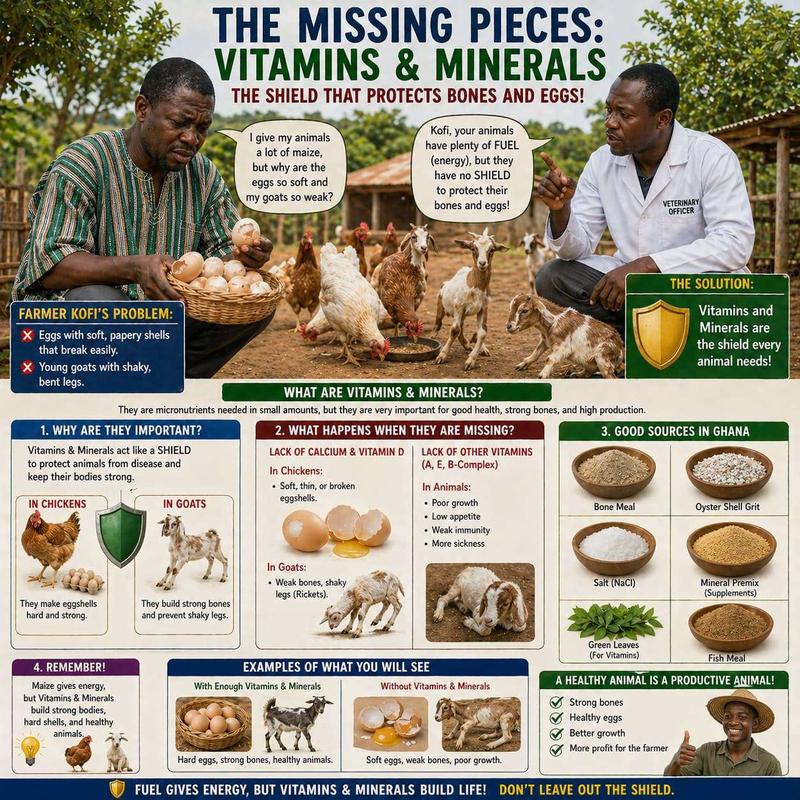 THE MISSING PIECES:
VITAMINS & MINERALS
THE SHIELD THAT PROTECTS BONES AND EGGS!
I give my animals
a lot of maize,
but why are the
eggs so soft and
my goats so weak?
Kofi, your animals
have plenty of FUEL
(energy), but they
have no SHIELD
to protect their
bones and eggs!
VETERINARY
OFFICER
FARMER KOFI'S PROBLEM:
Eggs with soft, papery shells
that break easily.
Young goats with shaky,
bent legs.
THE SOLUTION:
Vitamins and
Minerals are
the shield every
animal needs!
WHAT ARE VITAMINS & MINERALS?
They are micronutrients needed in small amounts, but they are very important for good health, strong bones, and high production.
1. WHY ARE THEY IMPORTANT?
Vitamins & Minerals act like a SHIELD
to protect animals from disease and
keep their bodies strong.
IN CHICKENS
They make eggshells
hard and strong.
IN GOATS
They build strong bones
and prevent shaky legs.
2. WHAT HAPPENS WHEN THEY ARE MISSING?
LACK OF CALCIUM & VITAMIN D
In Chickens:
• Soft, thin, or broken
eggshells.
In Goats:
• Weak bones, shaky
legs (Rickets).
LACK OF OTHER VITAMINS
(A, E, B-Complex)
In Animals:
• Poor growth
• Low appetite
• Weak immunity
• More sickness
3. GOOD SOURCES IN GHANA
Bone Meal
Oyster Shell Grit
Salt (NaCl)
Mineral Premix
(Supplements)
Green Leaves
(For Vitamins)
Fish Meal
4. REMEMBER!
Maize gives energy,
but Vitamins & Minerals
build strong bodies,
hard shells, and healthy
animals.
EXAMPLES OF WHAT YOU WILL SEE
With Enough Vitamins & Minerals
Hard eggs, strong bones, healthy animals.
Without Vitamins & Minerals
Soft eggs, weak bones, poor growth.
A HEALTHY ANIMAL IS A PRODUCTIVE ANIMAL!
Strong bones
Healthy eggs
Better growth
More profit for the farmer
FUEL GIVES ENERGY, BUT VITAMINS & MINERALS BUILD LIFE! DON'T LEAVE OUT THE SHIELD.